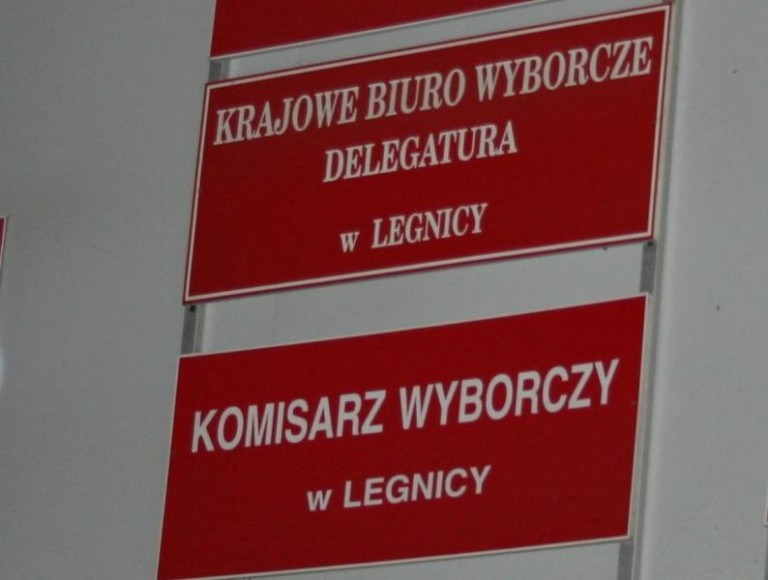 KRAJOWE BIURO WYBORCZE
DELEGATURA
w LEGNICY
KOMISARZ WYBORCZY
w LEGNICY